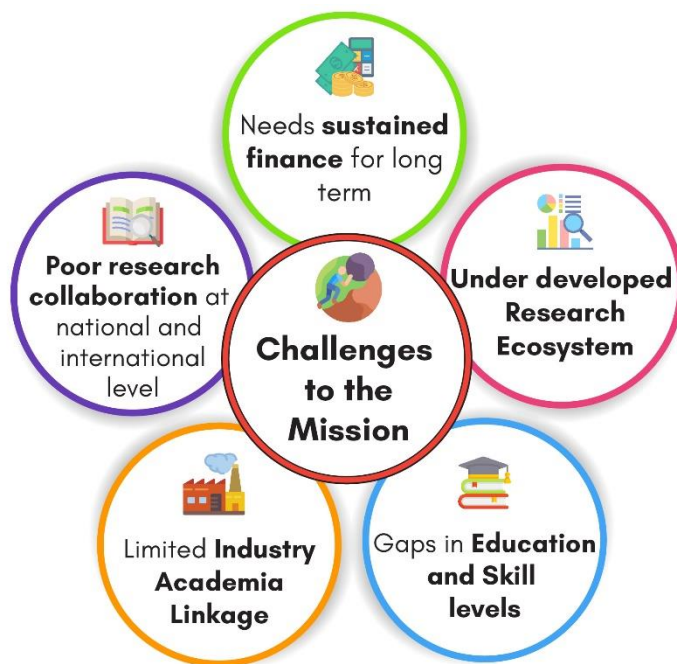 Needs sustained
finance for long
term
Poor research
collaboration at
national and
international
level
Under developed
Research
Ecosystem
Challenges
to the
Mission
Limited Industry
Academia
Linkage
Gaps in Education
and Skill
levels